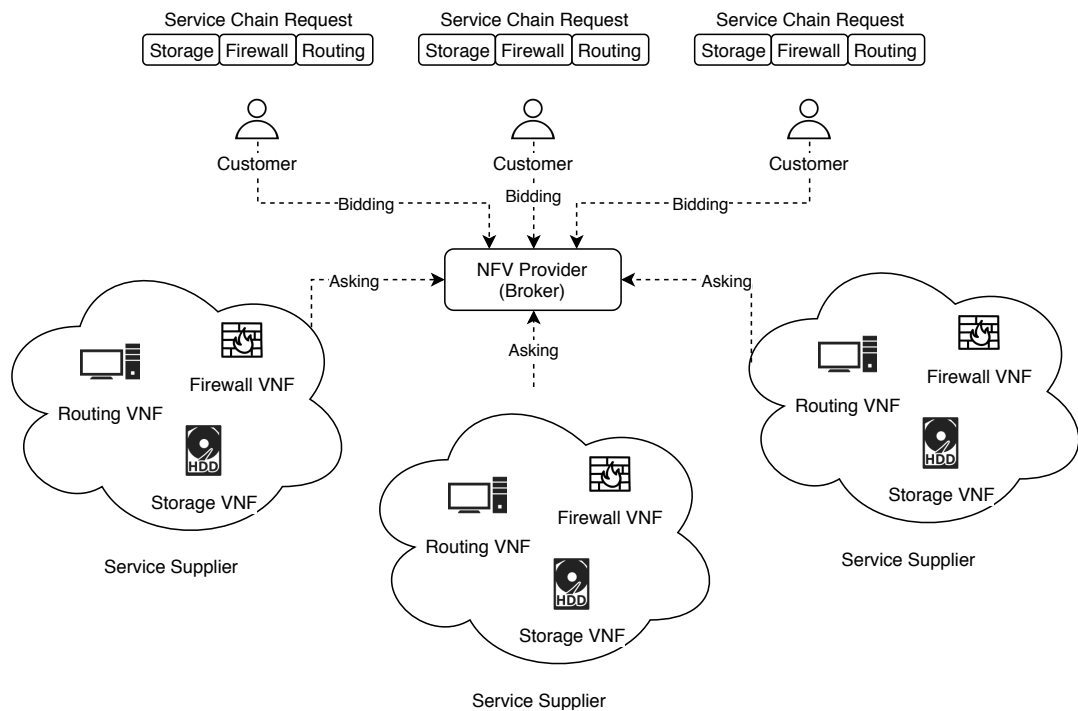 Service Chain Request
Service Chain Request
Service Chain Request
Storage Firewall Routing
Storage Firewall Routing
Storage Firewall Routing
Customer
Customer
Customer
Bidding
Bidding
Bidding
NFV Provider
(Broker)
Asking
Asking
Asking
Firewall VNF
Routing VNF
HDD
Storage VNF
Service Supplier
Firewall VNF
Routing VNF
HDD
Storage VNF
Service Supplier
Firewall VNF
Routing VNF
HDD
Storage VNF
Service Supplier